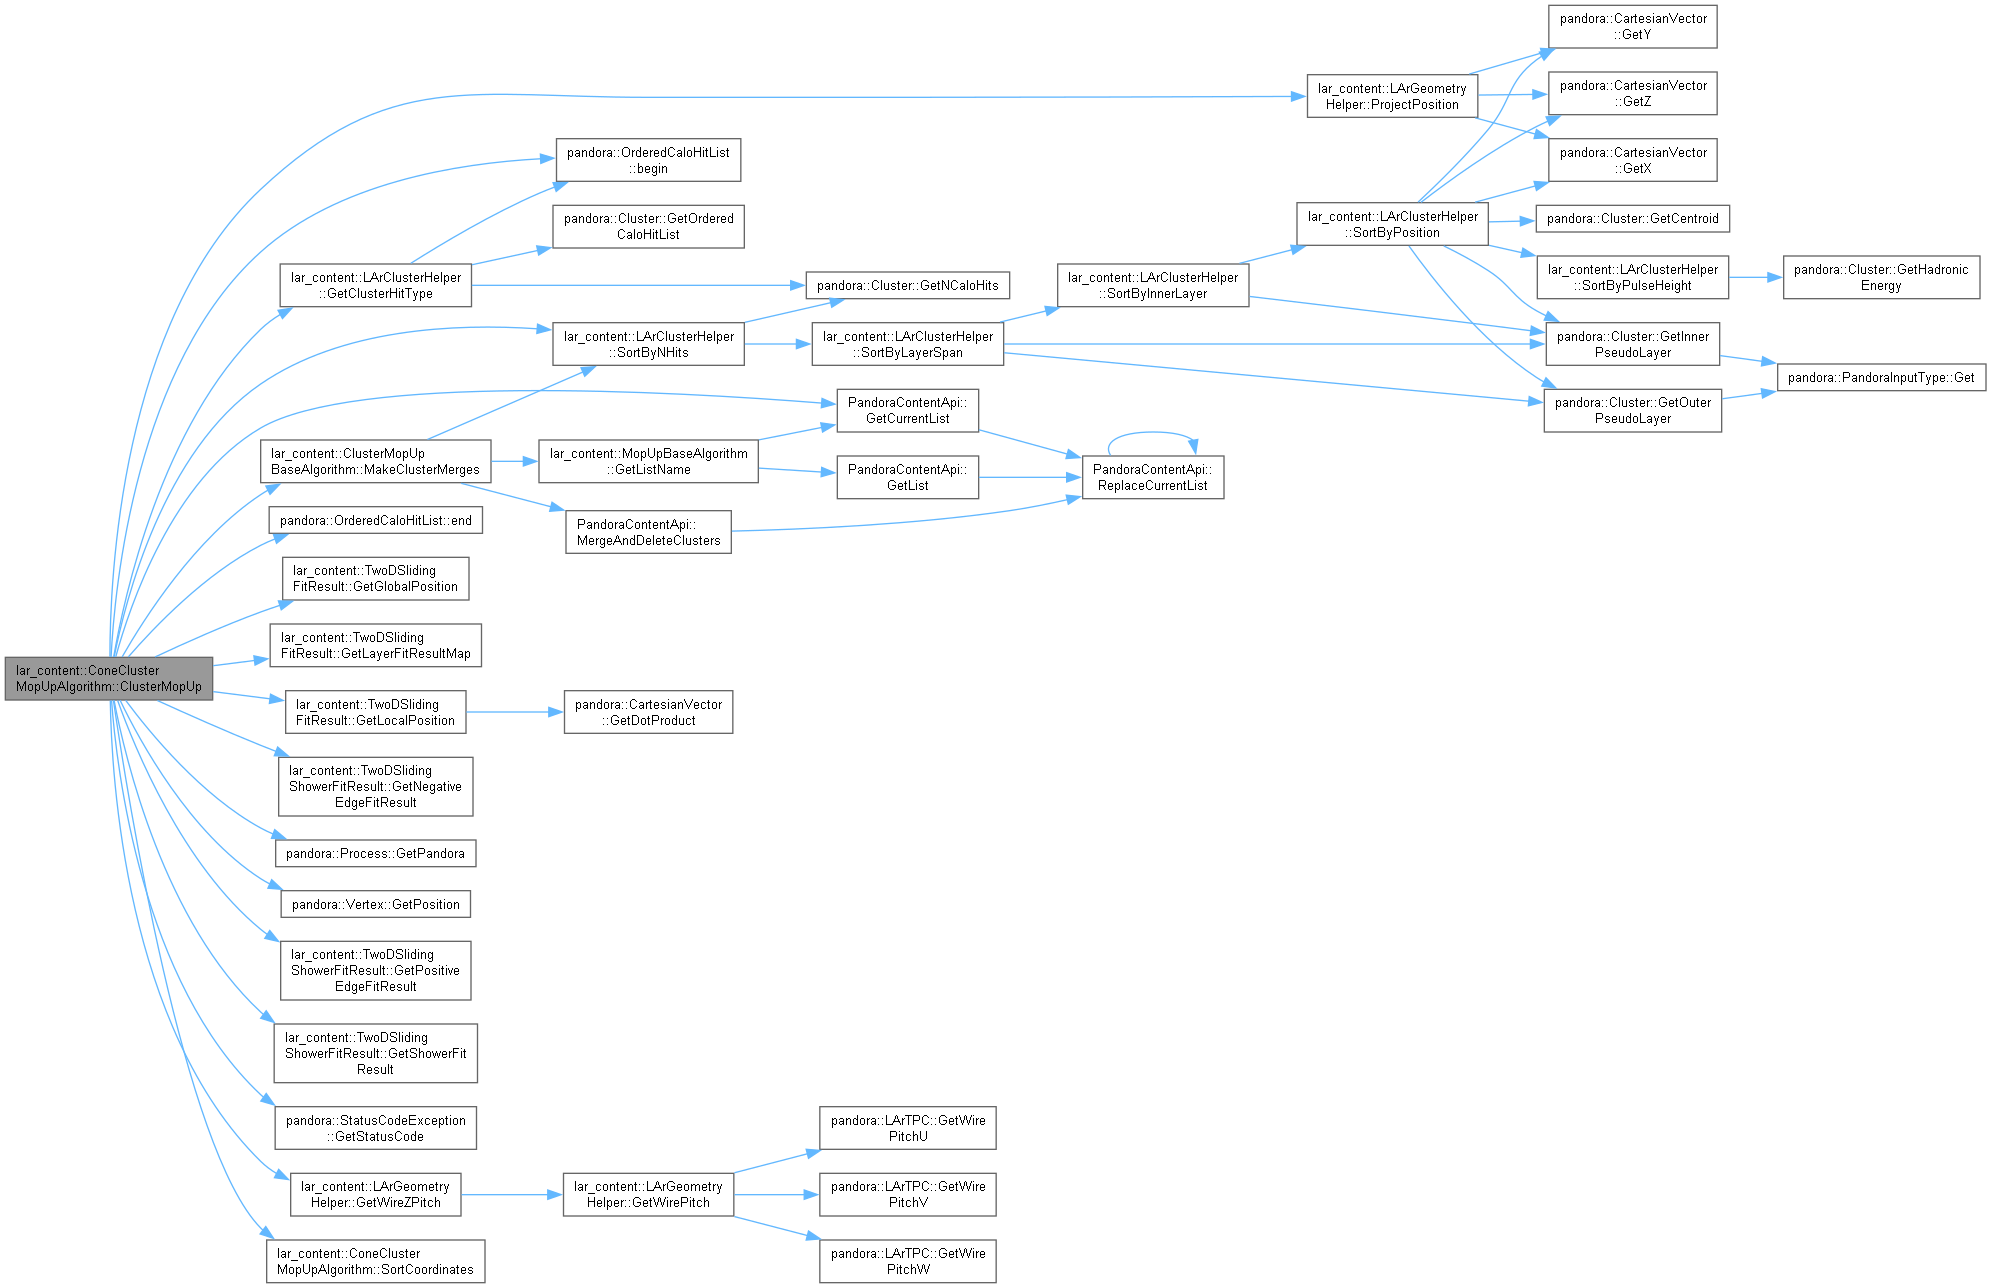 pandora::CartesianVector
::GetY
lar_content::LArGeometry
Helper::ProjectPosition
pandora::CartesianVector
::GetZ
pandora::OrderedCaloHitList
::begin
pandora::CartesianVector
::GetX
pandora::Cluster::GetOrdered
CaloHitList
lar_content::LArClusterHelper
::SortByPosition
pandora::Cluster::GetCentroid
lar_content::LArClusterHelper
::GetClusterHitType
pandora::Cluster::GetNCaloHits
lar_content::LArClusterHelper
::SortByInnerLayer
lar_content::LArClusterHelper
::SortByPulseHeight
pandora::Cluster::GetHadronic
Energy
lar_content::LArClusterHelper
::SortByNHits
lar_content::LArClusterHelper
::SortByLayerSpan
pandora::Cluster::GetInner
PseudoLayer
pandora::PandoraInputType::Get
PandoraContentApi::
GetCurrentList
pandora::Cluster::GetOuter
PseudoLayer
lar_content::ClusterMopUp
BaseAlgorithm::MakeClusterMerges
lar_content::MopUpBaseAlgorithm
::GetListName
PandoraContentApi::
GetList
PandoraContentApi::
ReplaceCurrentList
pandora::OrderedCaloHitList::end
PandoraContentApi::
MergeAndDeleteClusters
lar_content::TwoDSliding
FitResult::GetGlobalPosition
lar_content::TwoDSliding
FitResult::GetLayerFitResultMap
lar_content::ConeCluster
MopUpAlgorithm::ClusterMopUp
lar_content::TwoDSliding
FitResult::GetLocalPosition
pandora::CartesianVector
::GetDotProduct
lar_content::TwoDSliding
ShowerFitResult::GetNegative
EdgeFitResult
pandora::Process::GetPandora
pandora::Vertex::GetPosition
lar_content::TwoDSliding
ShowerFitResult::GetPositive
EdgeFitResult
lar_content::TwoDSliding
ShowerFitResult::GetShowerFit
Result
pandora::StatusCodeException
::GetStatusCode
pandora::LArTPC::GetWire
PitchU
lar_content::LArGeometry
Helper::GetWireZPitch
lar_content::LArGeometry
Helper::GetWirePitch
pandora::LArTPC::GetWire
PitchV
lar_content::ConeCluster
MopUpAlgorithm::SortCoordinates
pandora::LArTPC::GetWire
PitchW